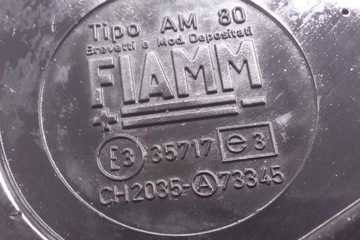 Tipo AM 80
Brevetti e Mod. Depositati
FIAMM
+ -
E3 35717 e3
CH2035-A73345